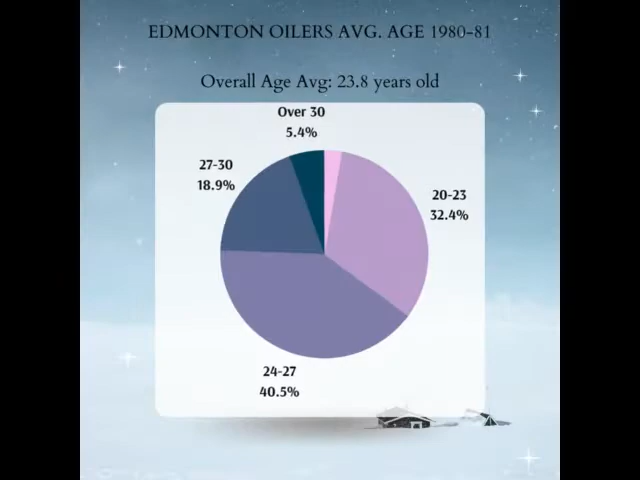 EDMONTON OILERS AVG. AGE 1980-81
Overall Age Avg: 23.8 years old
Over 30
5.4%
27-30
18.9%
20-23
32.4%
24-27
40.5%